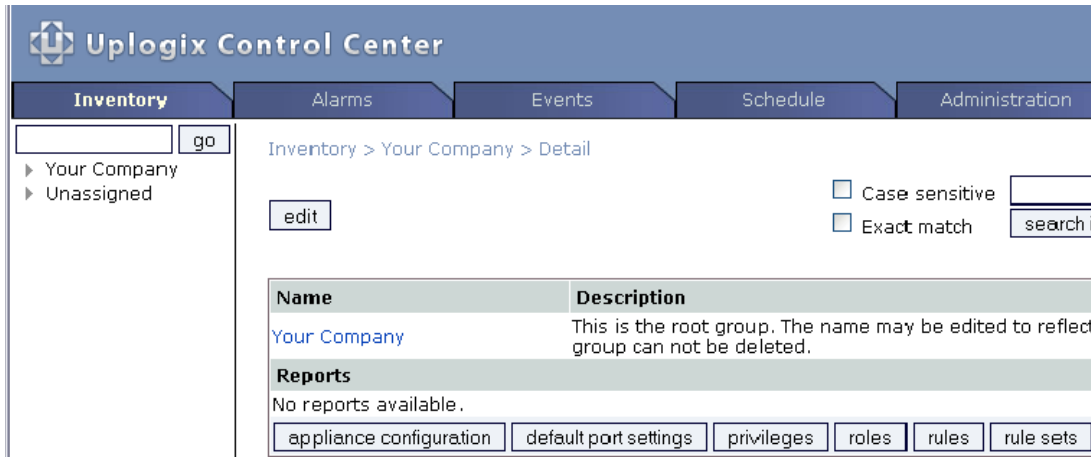 Uplogix Control Center
Inventory Alarms Events Schedule Administration
go
Your Company
Unassigned
Inventory > Your Company > Detail
edit
Case sensitive
Exact match
search
Name Description
Your Company
This is the root group. The name may be edited to reflect
group can not be deleted.
Reports
No reports available.
appliance configuration default port settings privileges roles rules rule sets